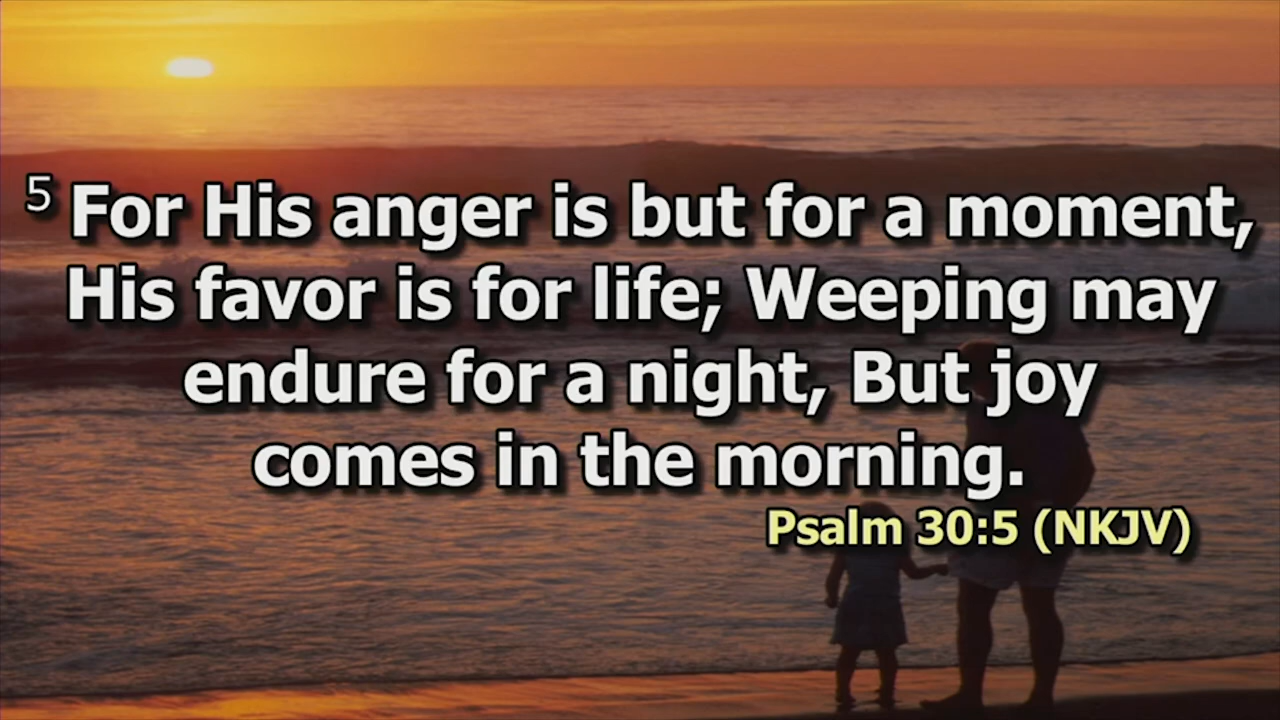 5 For His anger is but for a moment,
His favor is for life; Weeping may
endure for a night, But joy
comes in the morning.
Psalm 30:5 (NKJV)